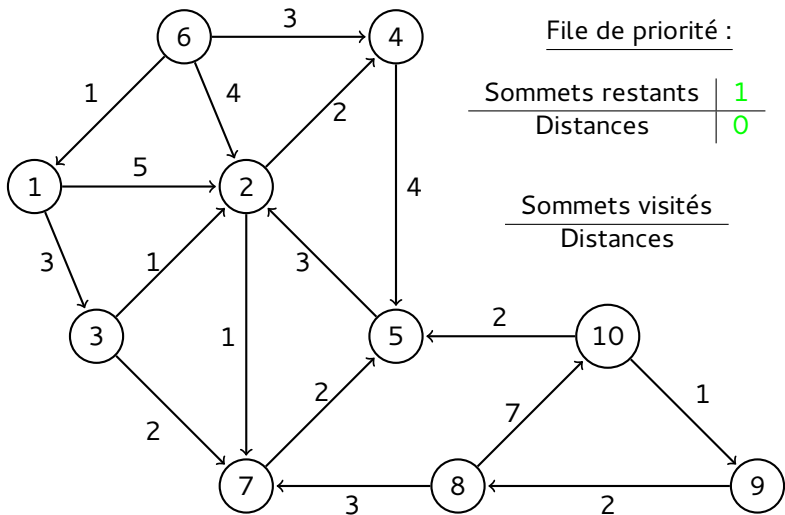 File de priorité :
Sommets restants 1
Distances 0
Sommets visités
Distances
6 3 4
1 4 2
1 5 2 4
3 1 3
3 1 5 2 10
2 2 7 1
7 3 8 2 9